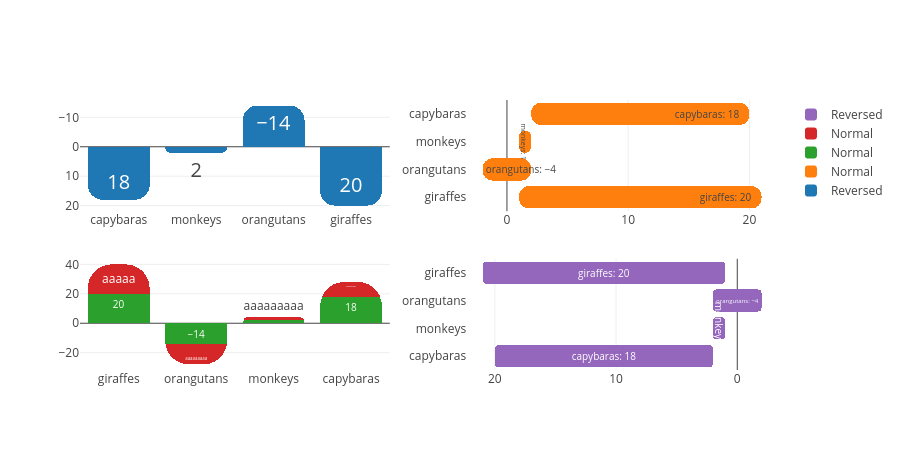 −10
0
10
20
18
2
−14
20
capybaras
monkeys
orangutans
giraffes
capybaras
monkeys
orangutans
giraffes
capybaras: 18
orangutans: −4
giraffes: 20
0
10
20
Reversed
Normal
Normal
Normal
Reversed
40
20
0
−20
aaaaa
20
−14
aaaaaaaaa
18
giraffes
orangutans
monkeys
capybaras
giraffes
orangutans
monkeys
capybaras
giraffes: 20
orangutans: −4
capybaras: 18
20
10
0